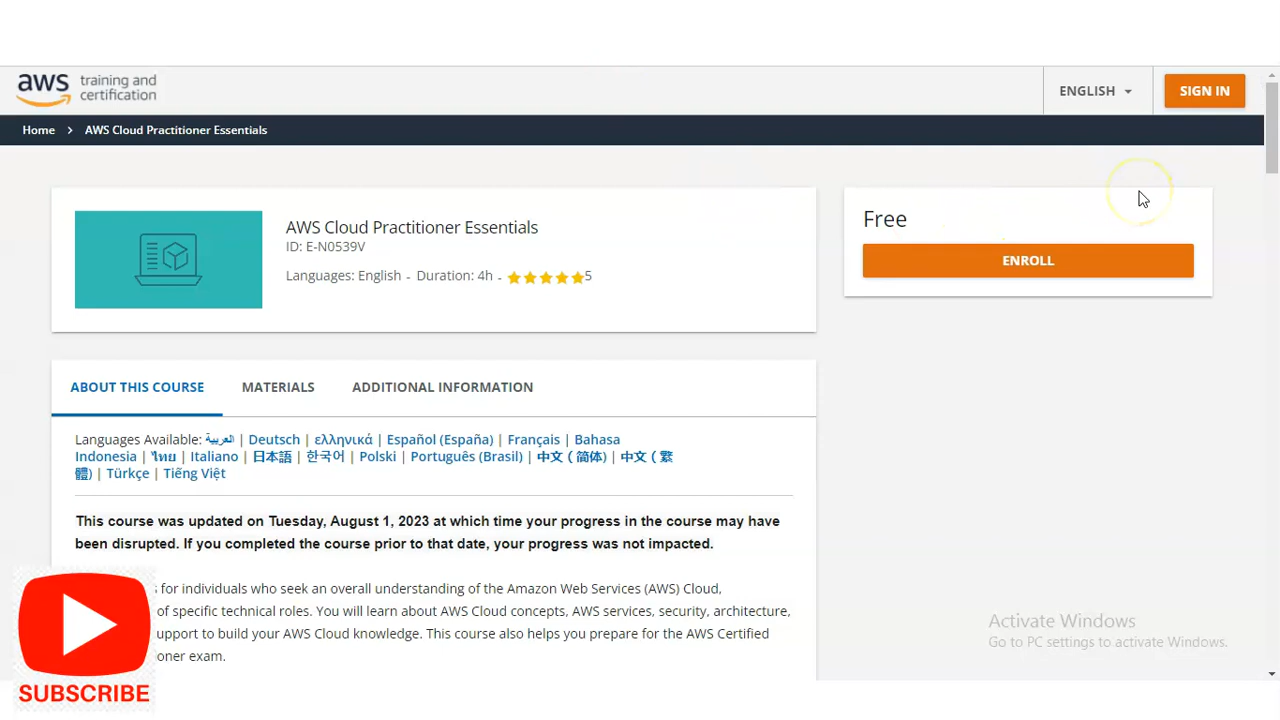 aws training and certification
ENGLISH
SIGN IN
Home > AWS Cloud Practitioner Essentials
AWS Cloud Practitioner Essentials
ID: E-N0539V
Languages: English - Duration: 4h - 5
Free
ENROLL
ABOUT THIS COURSE MATERIALS ADDITIONAL INFORMATION
Languages Available: العربية | Deutsch | ελληνικά | Español (España) | Français | Bahasa
Indonesia | ไทย | Italiano | 日本語 | 한국어 | Polski | Português (Brasil) | 中文（简体) | 中文（繁
體) | Türkçe | Tiếng Việt
This course was updated on Tuesday, August 1, 2023 at which time your progress in the course may have
been disrupted. If you completed the course prior to that date, your progress was not impacted.
for individuals who seek an overall understanding of the Amazon Web Services (AWS) Cloud,
of specific technical roles. You will learn about AWS Cloud concepts, AWS services, security, architecture,
upport to build your AWS Cloud knowledge. This course also helps you prepare for the AWS Certified
oner exam.
Activate Windows
Go to PC settings to activate Windows.
SUBSCRIBE